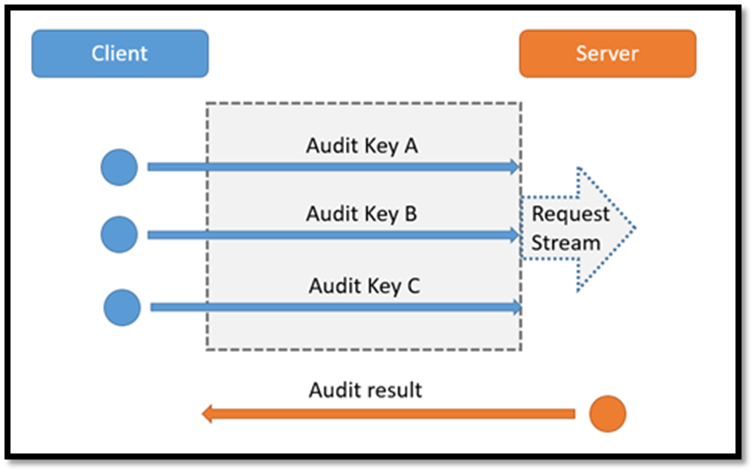 Client
Server
Audit Key A
Audit Key B
Request
Stream
Audit Key C
Audit result